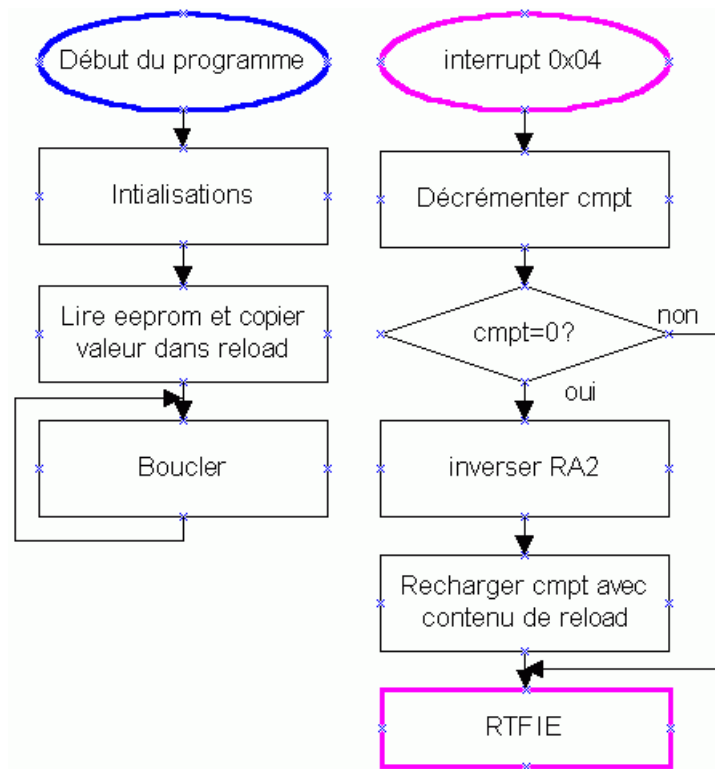 Début du programme
Intialisations
Lire eeprom et copier
valeur dans reload
Boucler
interrupt 0x04
Décrémenter cmpt
cmpt=0?
non
oui
inverser RA2
Recharger cmpt avec
contenu de reload
RTFIE